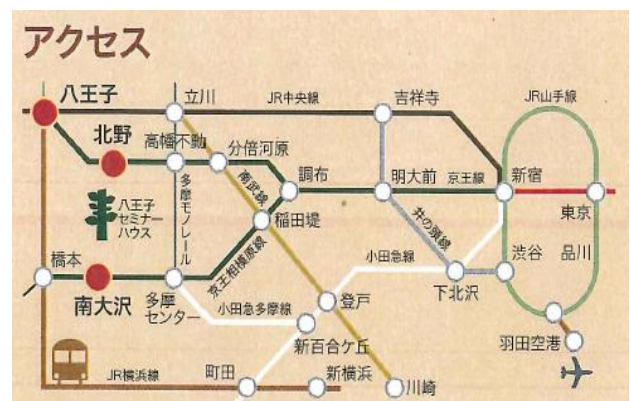 アクセス
八王子
立川
JR中央線
吉祥寺
JR山手線
北野
高幡不動
分倍河原
南武線
調布
明大前
京王線
新宿
東京
八王子
セミナー
ハウス
多摩モノレール
稲田堤
井の頭線
京王相模原線
小田急線
渋谷
品川
橋本
南大沢
多摩
センター
小田急多摩線
登戸
下北沢
新百合ケ丘
羽田空港
JR横浜線
町田
新横浜
川崎